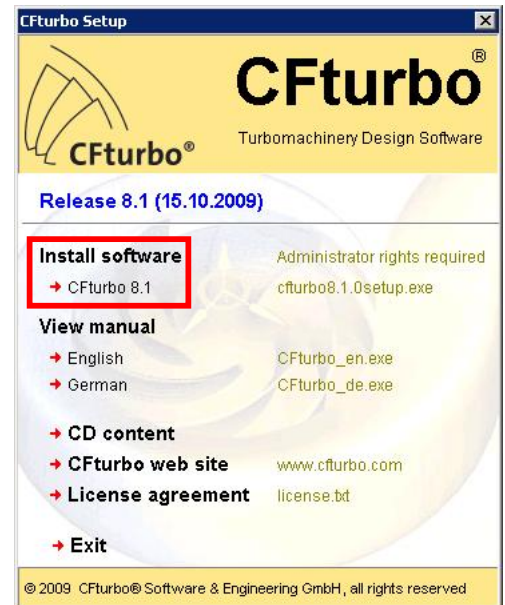 CFturbo Setup
CFturbo®
Turbomachinery Design Software
CFturbo®
Release 8.1 (15.10.2009)
Install software Administrator rights required
CFturbo 8.1 cfturbo8.1.0setup.exe
View manual
English CFturbo_en.exe
German CFturbo_de.exe
CD content
CFturbo web site www.cfturbo.com
License agreement license.txt
Exit
© 2009 CFturbo® Software & Engineering GmbH, all rights reserved